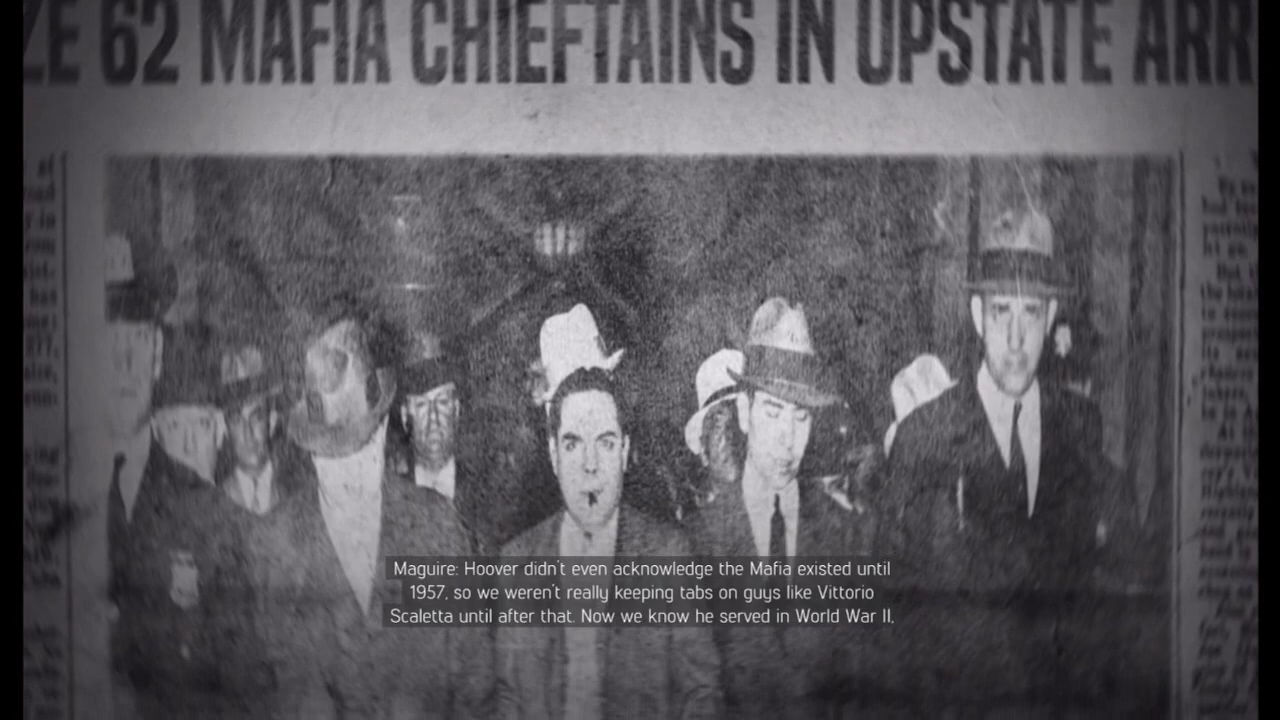 ZE 62 MAFIA CHIEFTAINS IN UPSTATE ARR
Maguire: Hoover didn't even acknowledge the Mafia existed until
1957, so we weren't really keeping tabs on guys like Vittorio
Scaletta until after that. Now we know he served in World War II,